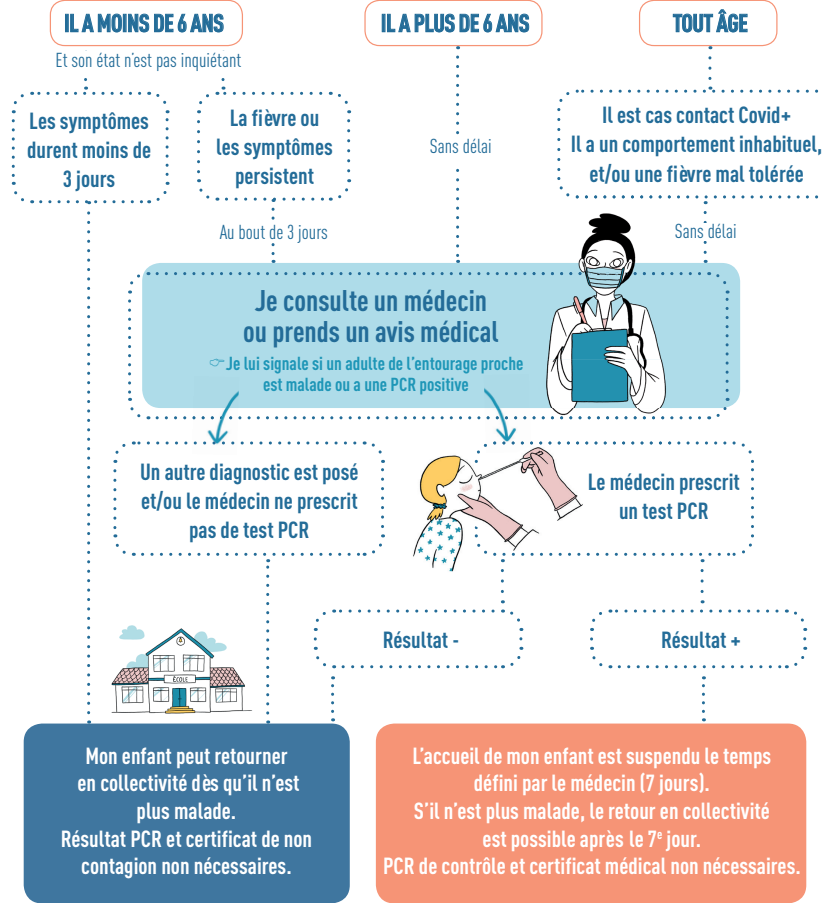 IL A MOINS DE 6 ANS
IL A PLUS DE 6 ANS
TOUT ÂGE
Et son état n'est pas inquiétant
Les symptômes
durent moins de
3 jours
La fièvre ou
les symptômes
persistent
Sans délai
Il est cas contact Covid+
Il a un comportement inhabituel,
et/ou une fièvre mal tolérée
Au bout de 3 jours
Sans délai
Je consulte un médecin
ou prends un avis médical
☞ Je lui signale si un adulte de l'entourage proche
est malade ou a une PCR positive
Un autre diagnostic est posé
et/ou le médecin ne prescrit
pas de test PCR
Le médecin prescrit
un test PCR
Résultat -
Résultat +
ÉCOLE
Mon enfant peut retourner
en collectivité dès qu'il n'est
plus malade.
Résultat PCR et certificat de non
contagion non nécessaires.
L'accueil de mon enfant est suspendu le temps
défini par le médecin (7 jours).
S'il n'est plus malade, le retour en collectivité
est possible après le 7e jour.
PCR de contrôle et certificat médical non nécessaires.